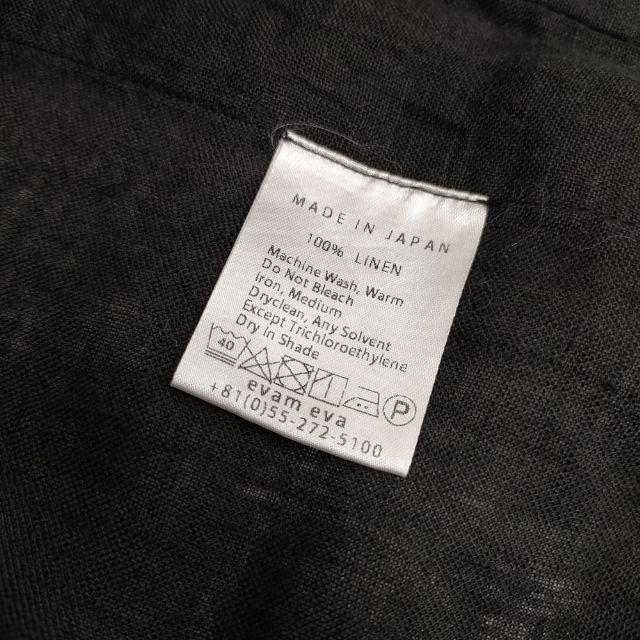 MADE IN JAPAN
100% LINEN
Machine Wash, Warm
Do Not Bleach
Iron, Medium
Dryclean, Any Solvent
Except Trichloroethylene
Dry in Shade
40
P
evam eva
+81(0)55-272-5100